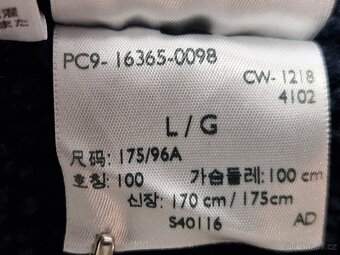 PC9- 16365-0098
CW-1218
4102
L / G
尺码: 175/96A
호칭: 100 가슴둘레: 100 cm
신장: 170 cm / 175cm
S40116 AD